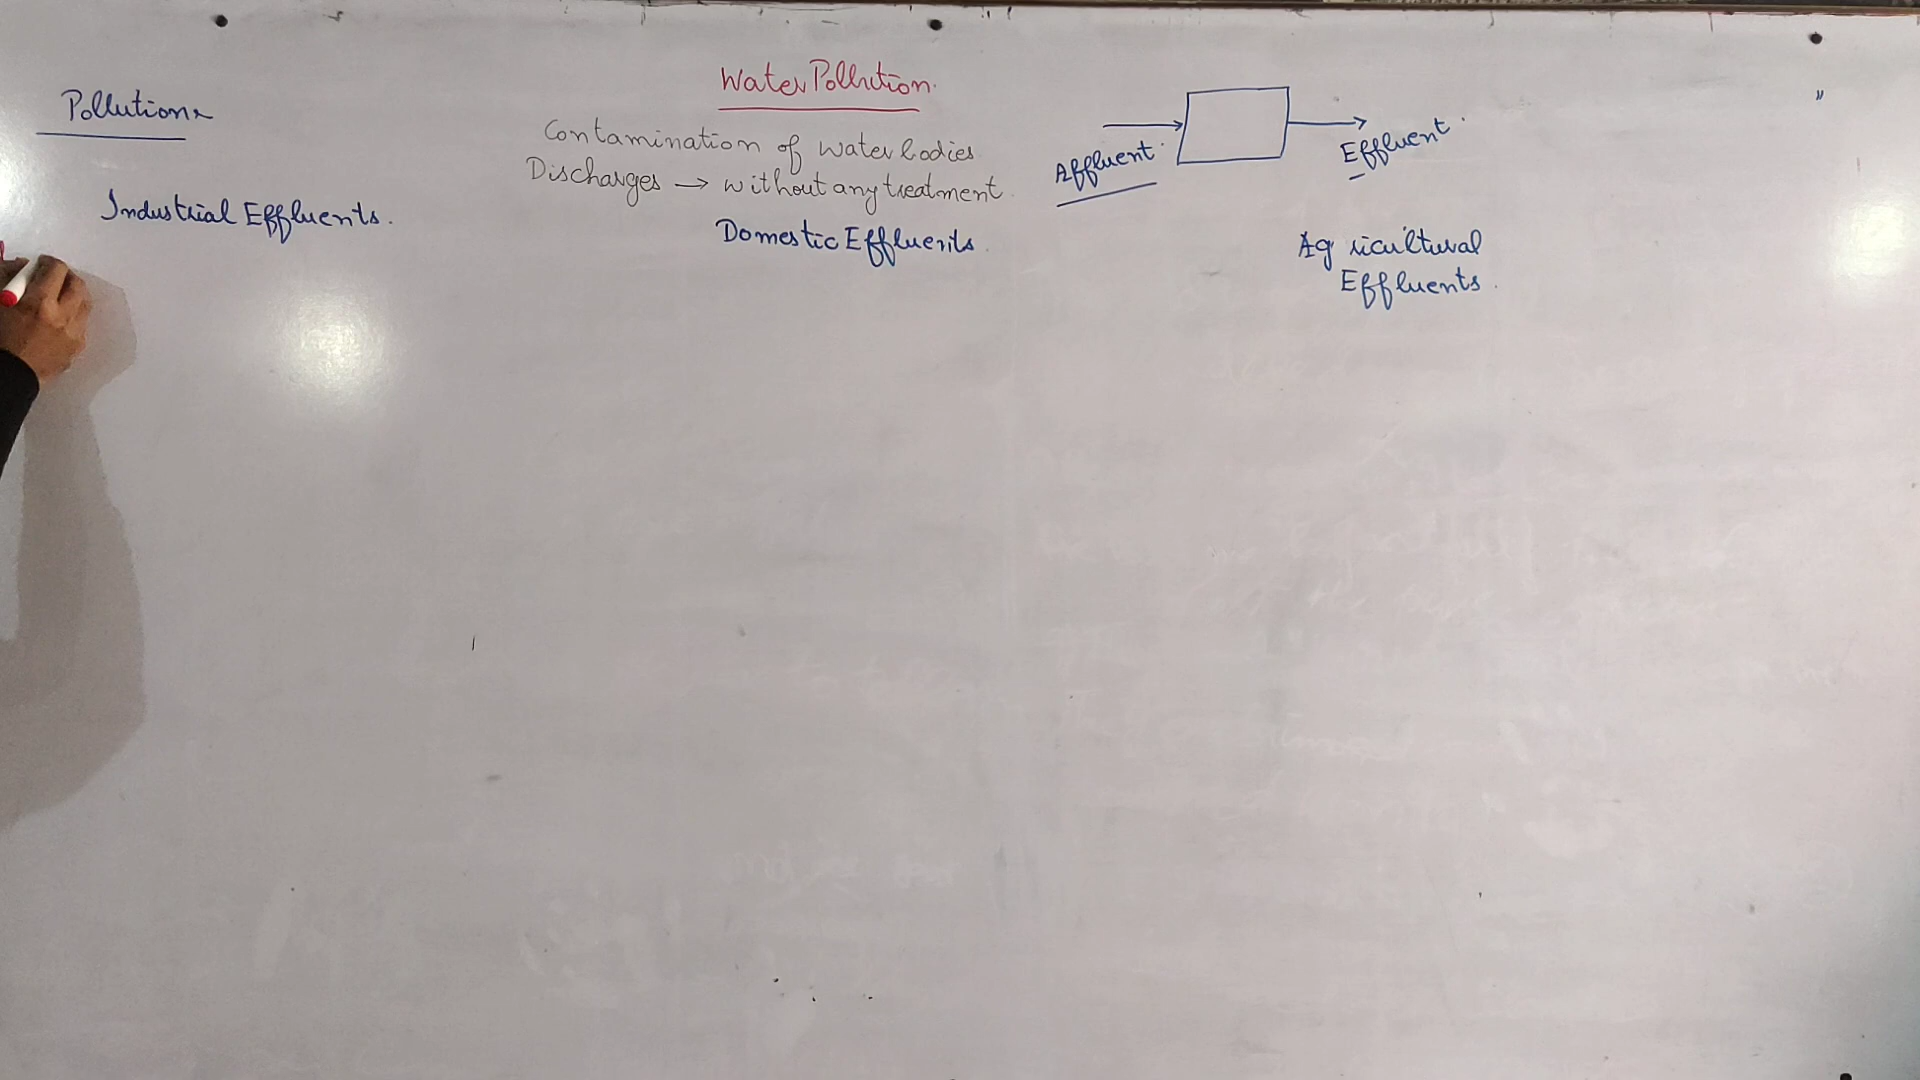 Water Pollution.
Pollution
Contamination of water bodies
Discharges → without any treatment.
Affluent.
Effluent.
Industrial Effluents.
Domestic Effluents.
Agricultural
Effluents.